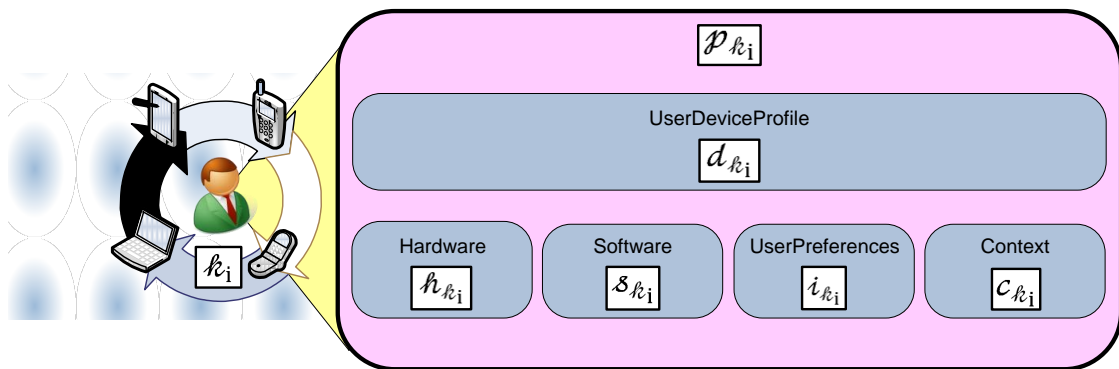 𝓅ₖᵢ
UserDeviceProfile
𝒹ₖᵢ
Hardware
Software
UserPreferences
Context
𝓀ᵢ
𝒽ₖᵢ
𝓈ₖᵢ
𝒾ₖᵢ
𝒸ₖᵢ